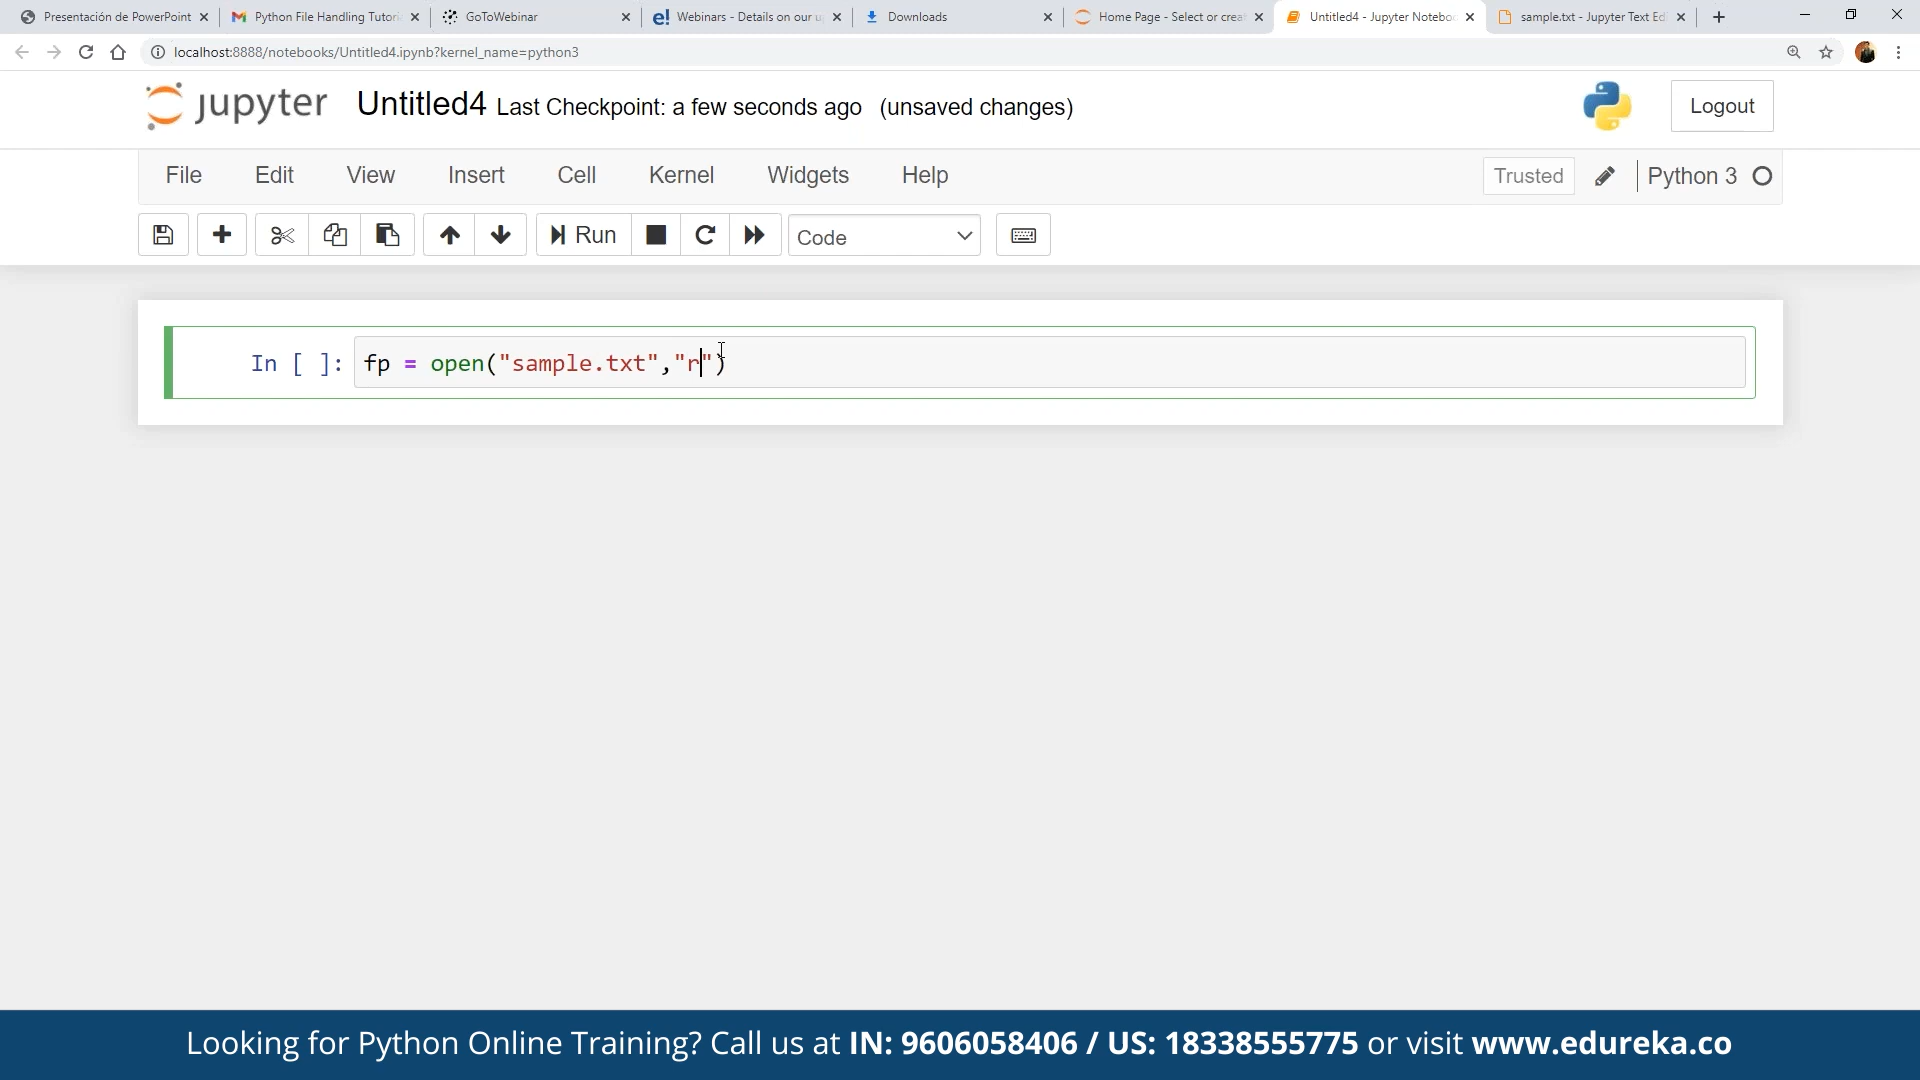 Presentación de PowerPoint
Python File Handling Tutori
GoToWebinar
Webinars - Details on our u
Downloads
Home Page - Select or crea
Untitled4 - Jupyter Noteboo
sample.txt - Jupyter Text Ed
localhost:8888/notebooks/Untitled4.ipynb?kernel_name=python3
jupyter Untitled4 Last Checkpoint: a few seconds ago (unsaved changes)
Logout
File Edit View Insert Cell Kernel Widgets Help
Trusted
Python 3
Run
Code
In [ ]: fp = open("sample.txt","r")
Looking for Python Online Training? Call us at IN: 9606058406 / US: 18338555775 or visit www.edureka.co